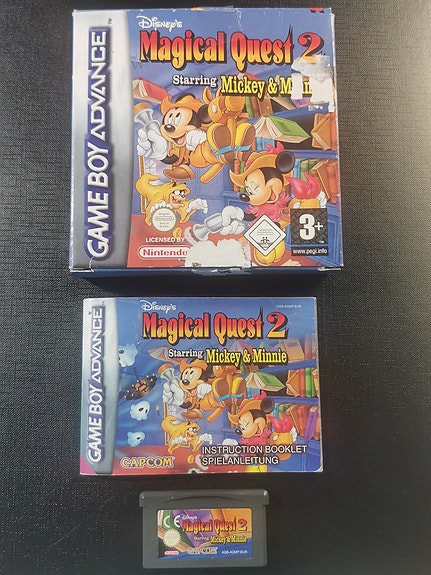 GAME BOY ADVANCE
Disney's
Magical Quest 2
Starring Mickey & Minn
LICENSED BY
Nintendo
3+
www.pegi.info
GAME BOY ADVANCE
Disney's
Magical Quest 2
Starring Mickey & Minnie
CAPCOM
INSTRUCTION BOOKLET
SPIELANLEITUNG
CE
Disney's
Magical Quest 2
Starring Mickey & Minnie
Nintendo
CAPCOM